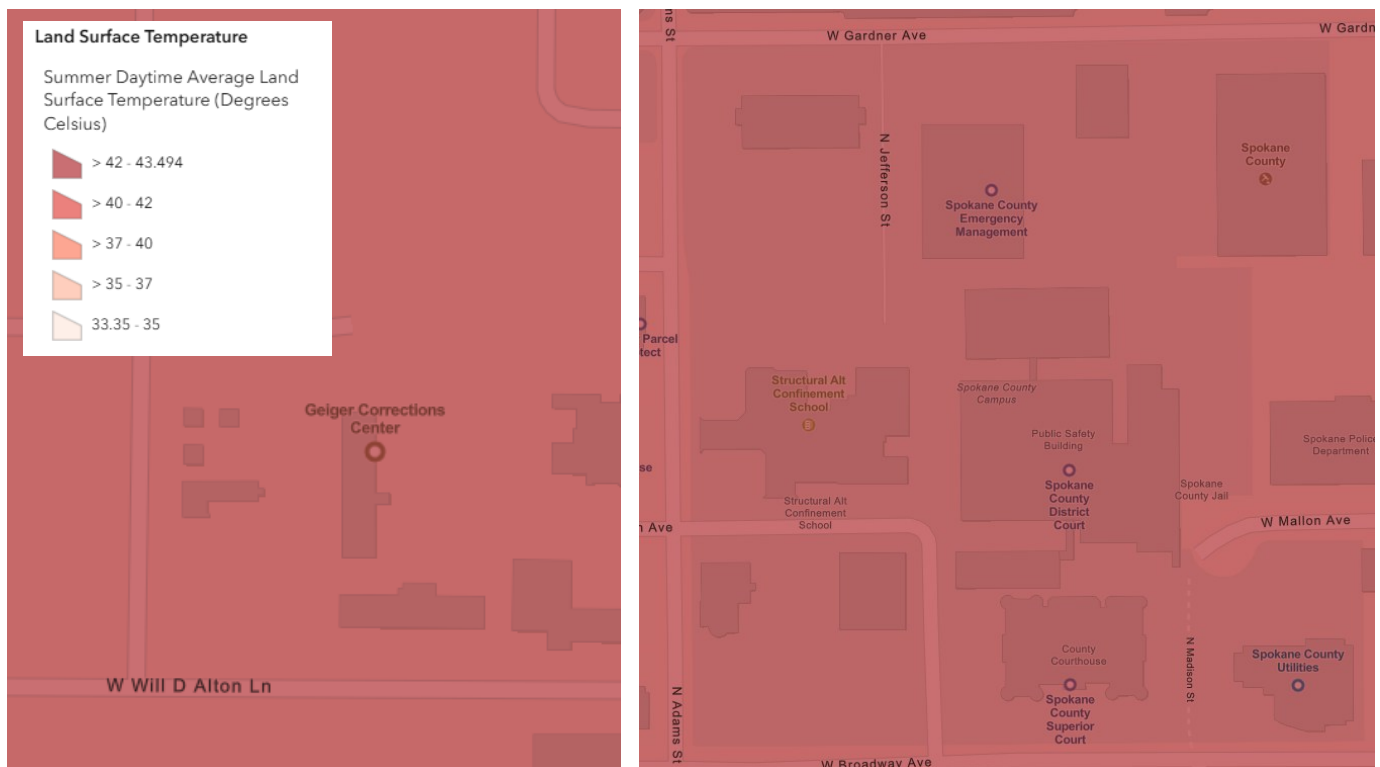 Land Surface Temperature
Summer Daytime Average Land
Surface Temperature (Degrees
Celsius)
> 42 - 43.494
> 40 - 42
> 37 - 40
> 35 - 37
33.35 - 35
Geiger Corrections
Center
W Will D Alton Ln
ns St
W Gardner Ave
W Gardn
N Jefferson St
Spokane County
Emergency
Management
Spokane
County
Parcel
tect
Structural Alt
Confinement
School
Spokane County
Campus
Public Safety
Building
Spokane Police
Department
se
Spokane
County
District
Court
Spokane
County Jail
Structural Alt
Confinement
School
n Ave
W Mallon Ave
County
Courthouse
N Madison St
Spokane County
Utilities
Spokane
County
Superior
Court
N Adams St
W Broadway Ave